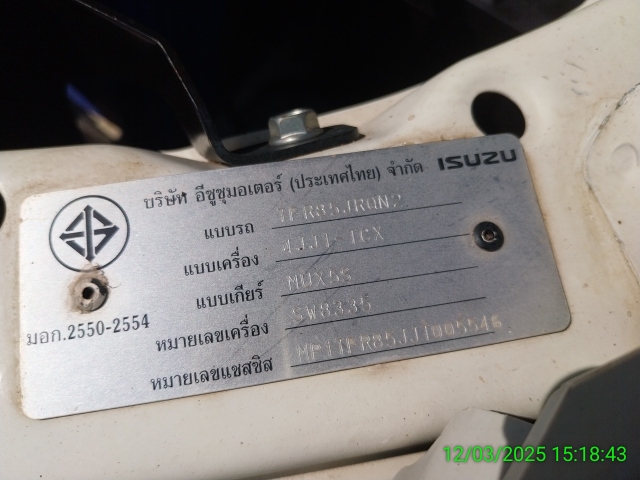 บริษัท อีซูซุมอเตอร์ (ประเทศไทย) จำกัด ISUZU
แบบรถ TFR85JRQN2
แบบเครื่อง 4JJ1-TCX
แบบเกียร์ MUX5S
มอก.2550-2554
หมายเลขเครื่อง SW8335
หมายเลขแชสซิส MP1TFR85JJT005546
12/03/2025 15:18:43